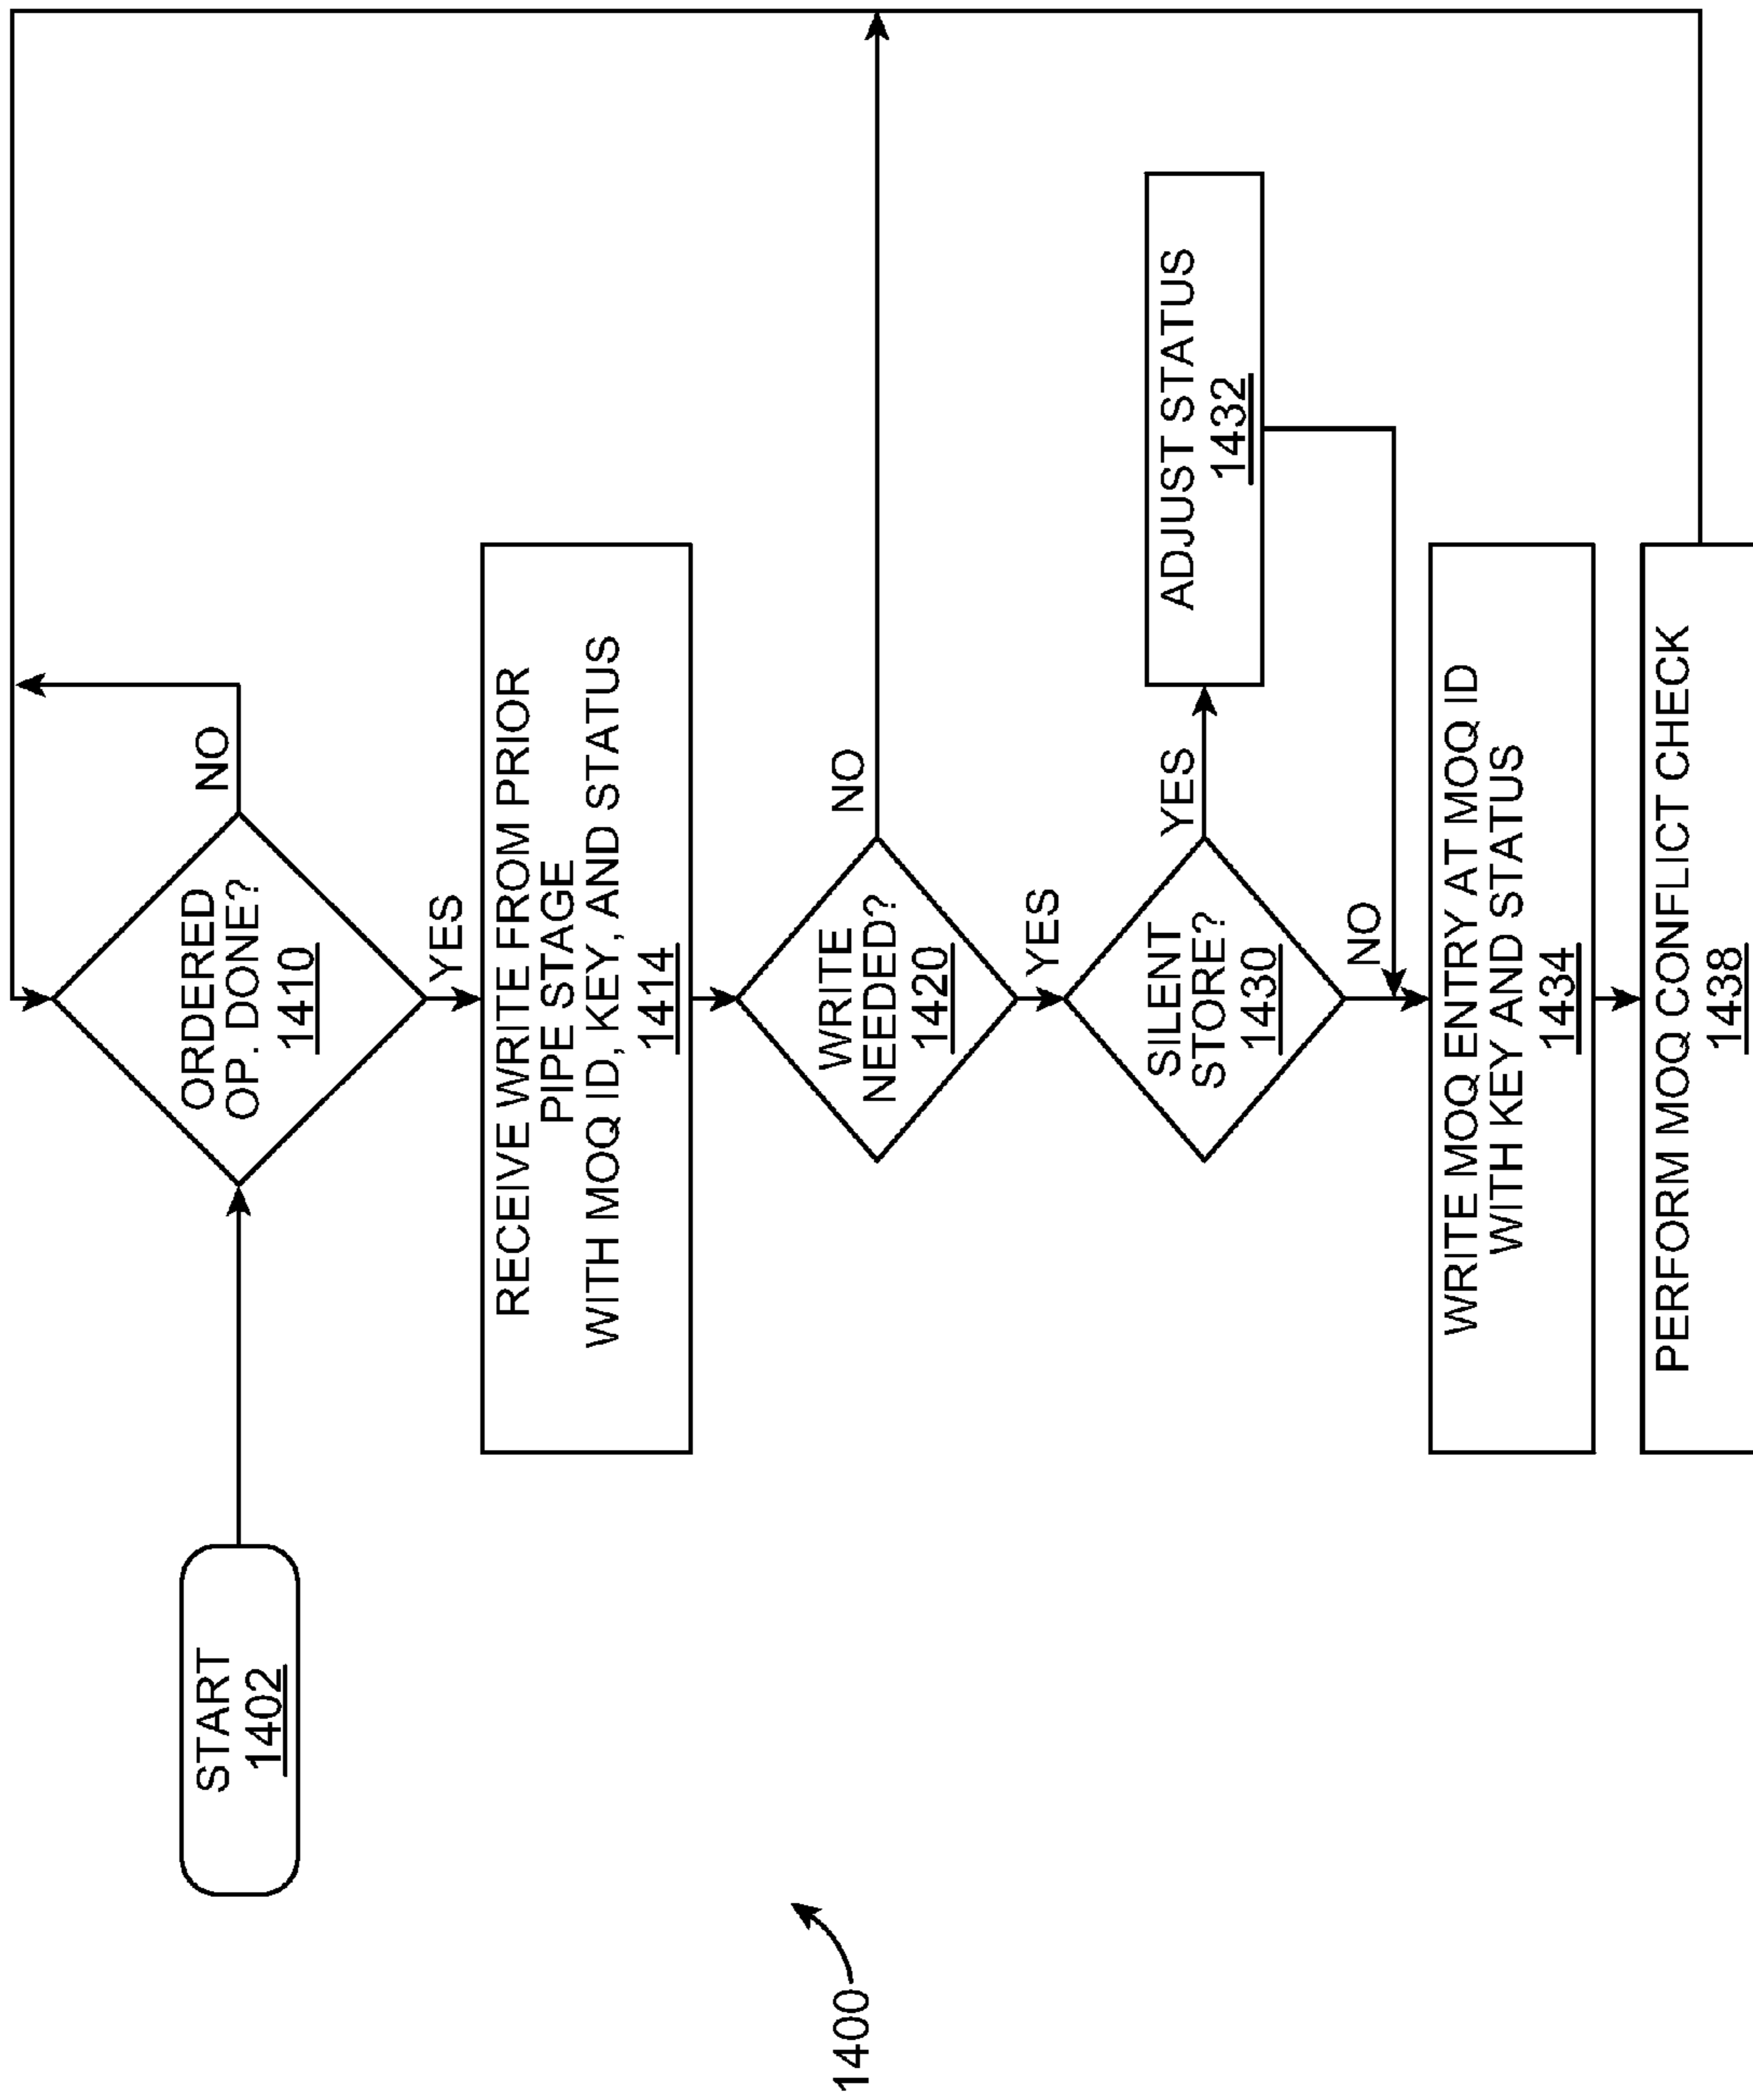 START
1402
ORDERED
OP. DONE?
1410
NO
YES
RECEIVE WRITE FROM PRIOR
PIPE STAGE
WITH MOQ ID, KEY, AND STATUS
1414
WRITE
NEEDED?
1420
NO
YES
SILENT
STORE?
1430
YES
ADJUST STATUS
1432
NO
WRITE MOQ ENTRY AT MOQ ID
WITH KEY AND STATUS
1434
PERFORM MOQ CONFLICT CHECK
1438
1400